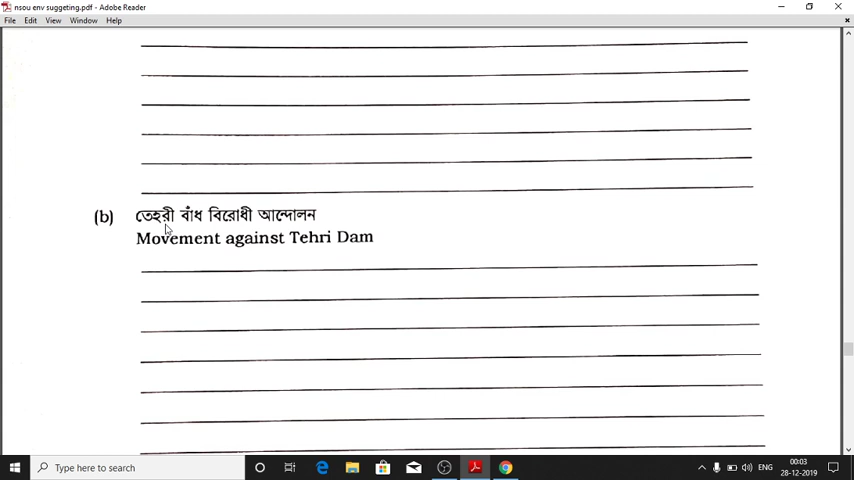 nsou env suggeting.pdf - Adobe Reader
File Edit View Window Help
(b) তেহরী বাঁধ বিরোধী আন্দোলন
Movement against Tehri Dam
Type here to search
ENG
00:03
28-12-2019